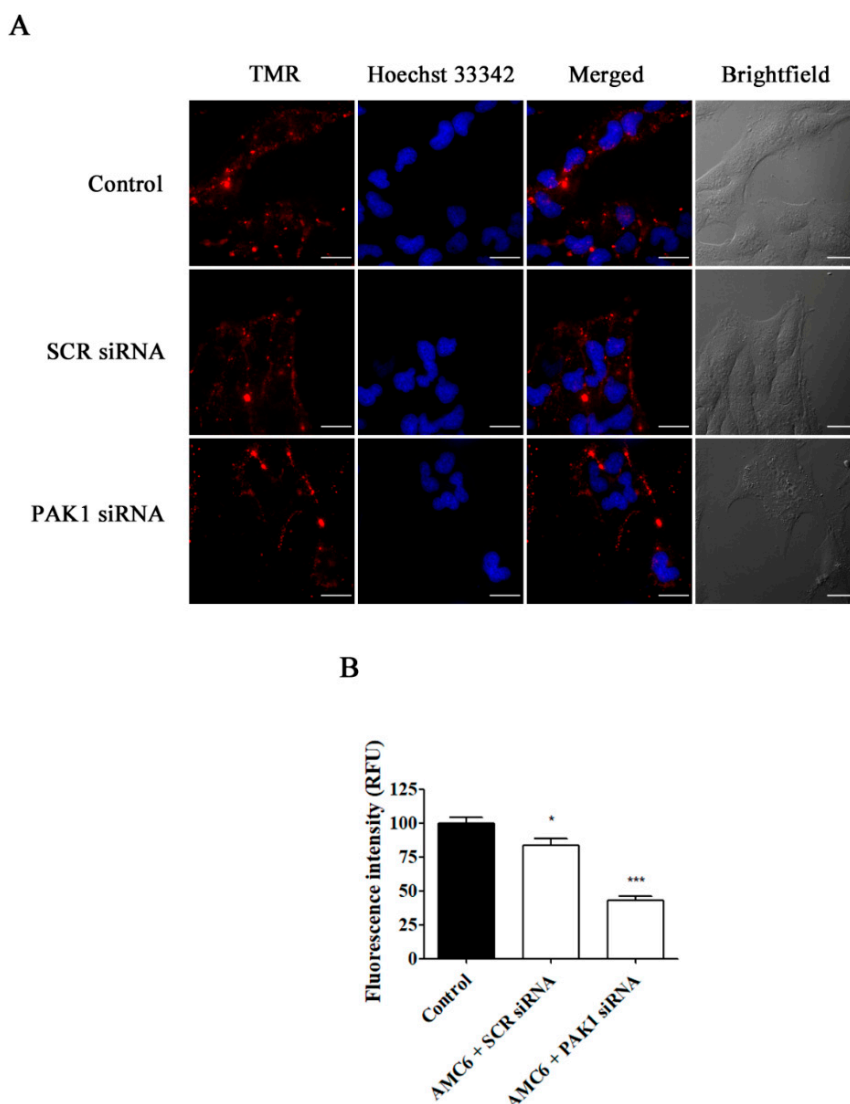 A
TMR Hoechst 33342 Merged Brightfield
Control
SCR siRNA
PAK1 siRNA
B
Fluorescence intensity (RFU)
125
100
75
50
25
0
*
***
Control
AMC6 + SCR siRNA
AMC6 + PAK1 siRNA